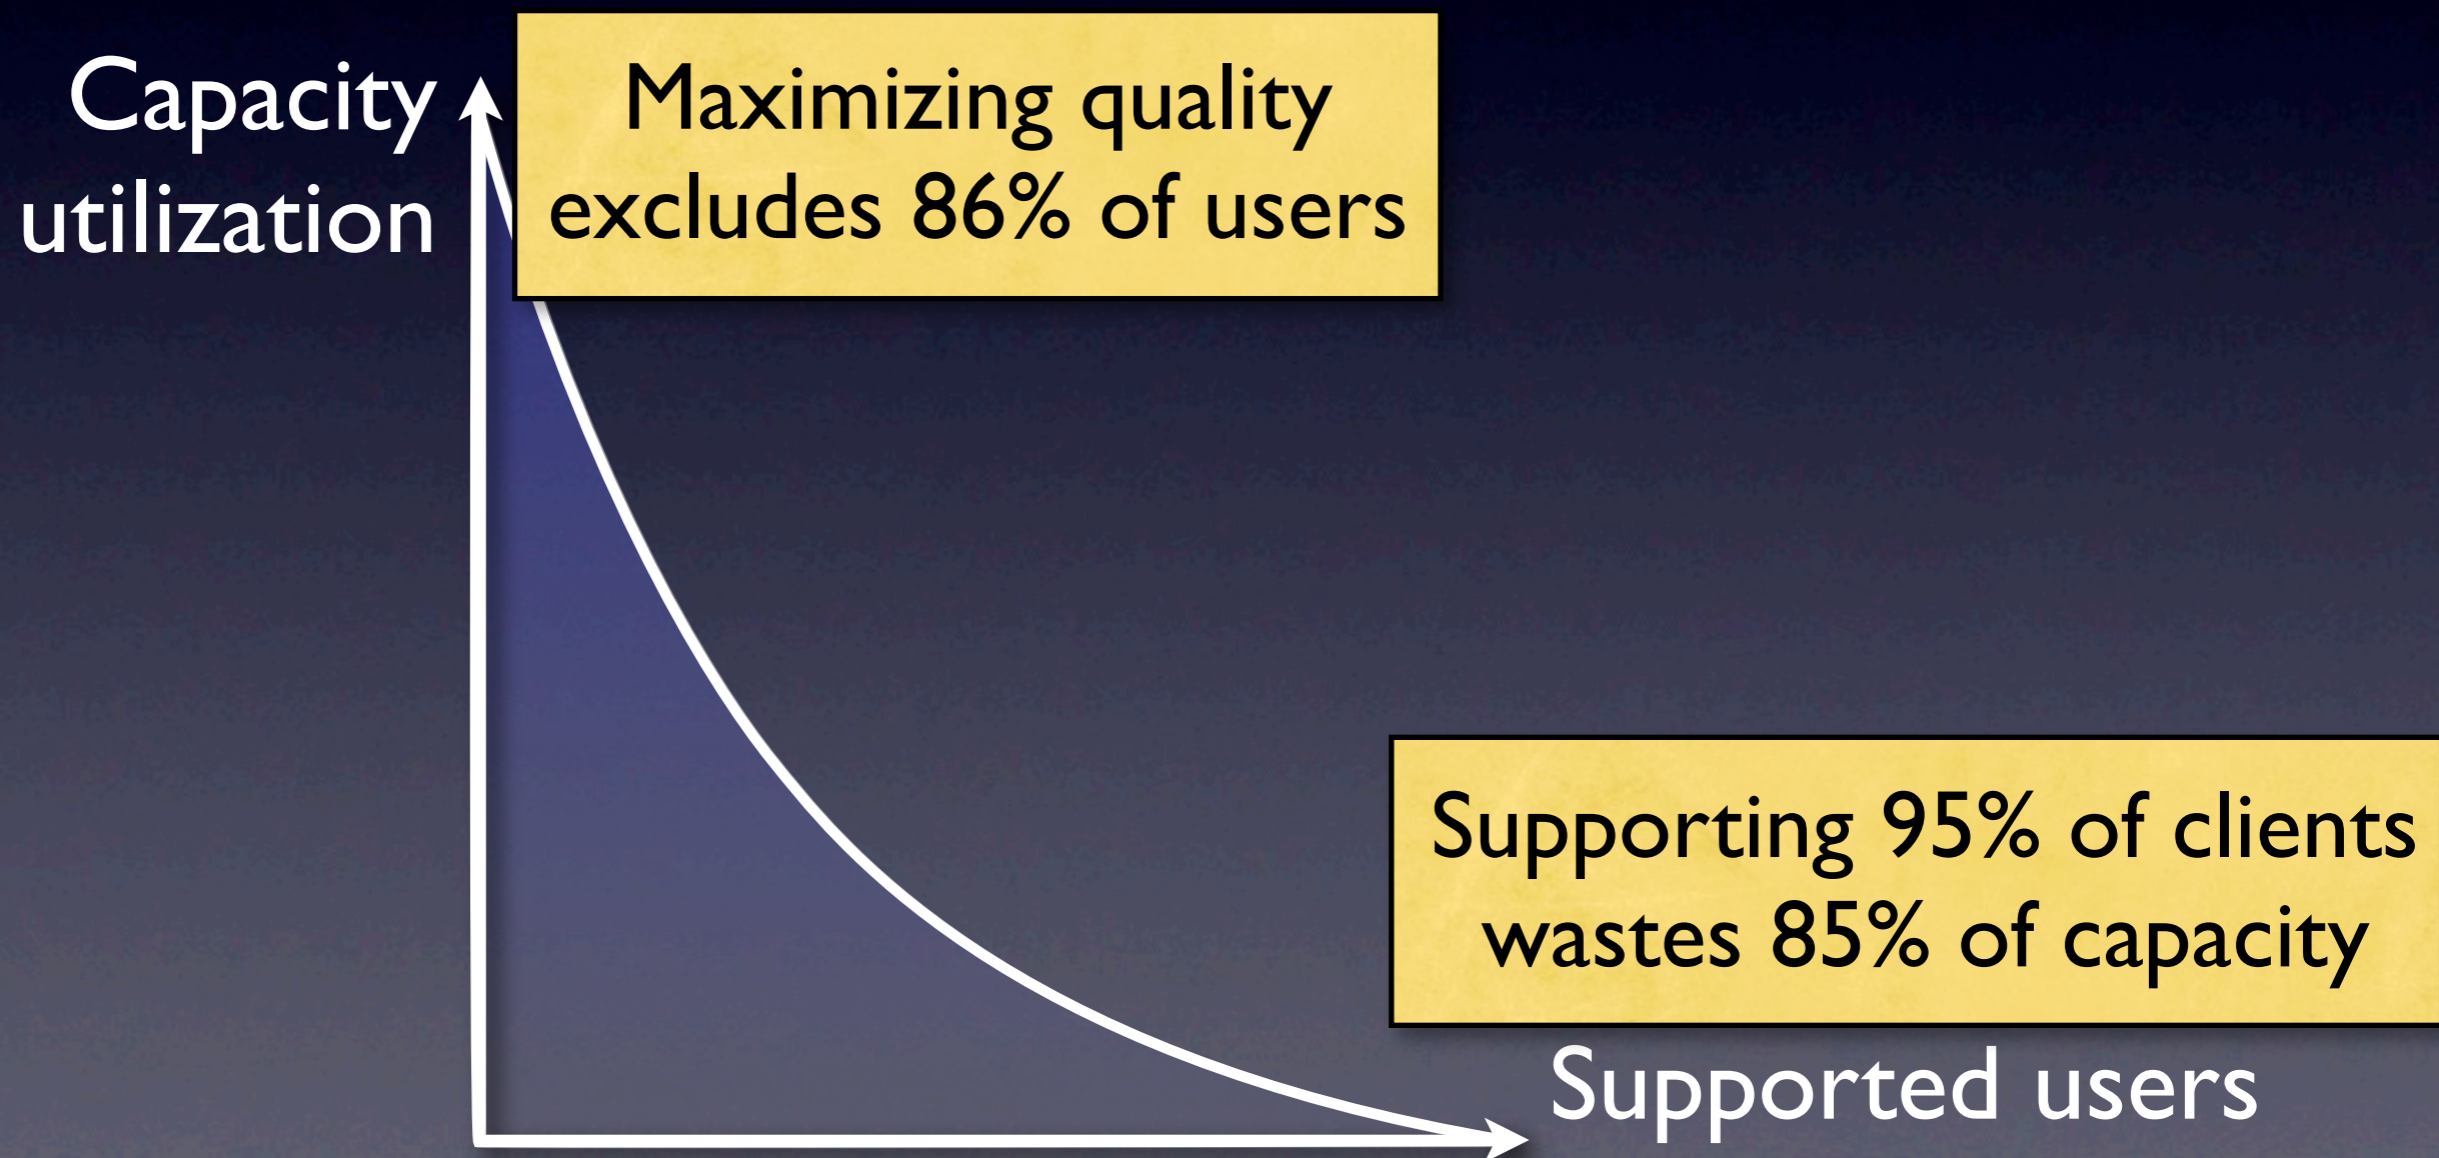 Capacity
utilization
Maximizing quality
excludes 86% of users
Supporting 95% of clients
wastes 85% of capacity
Supported users